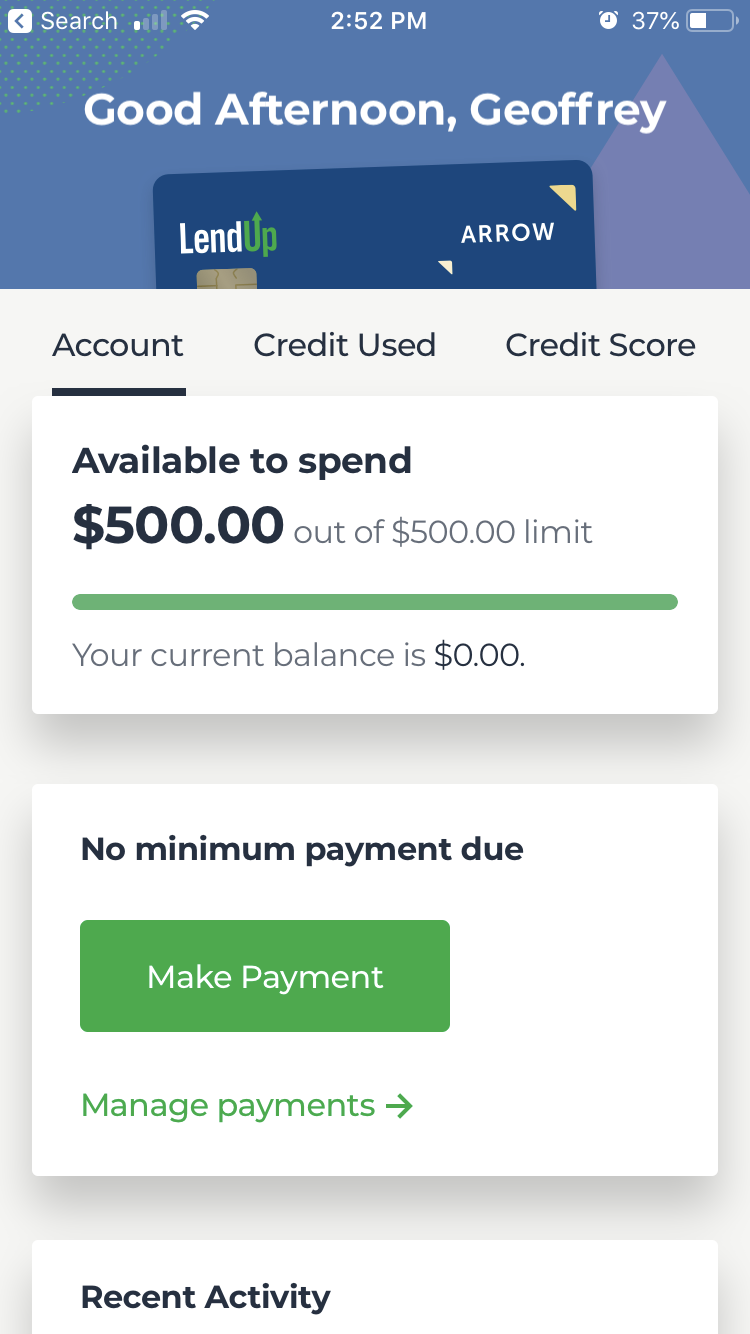 Search 2:52 PM 37%
Good Afternoon, Geoffrey
LendUp ARROW
Account Credit Used Credit Score
Available to spend
$500.00 out of $500.00 limit
Your current balance is $0.00.
No minimum payment due
Make Payment
Manage payments →
Recent Activity